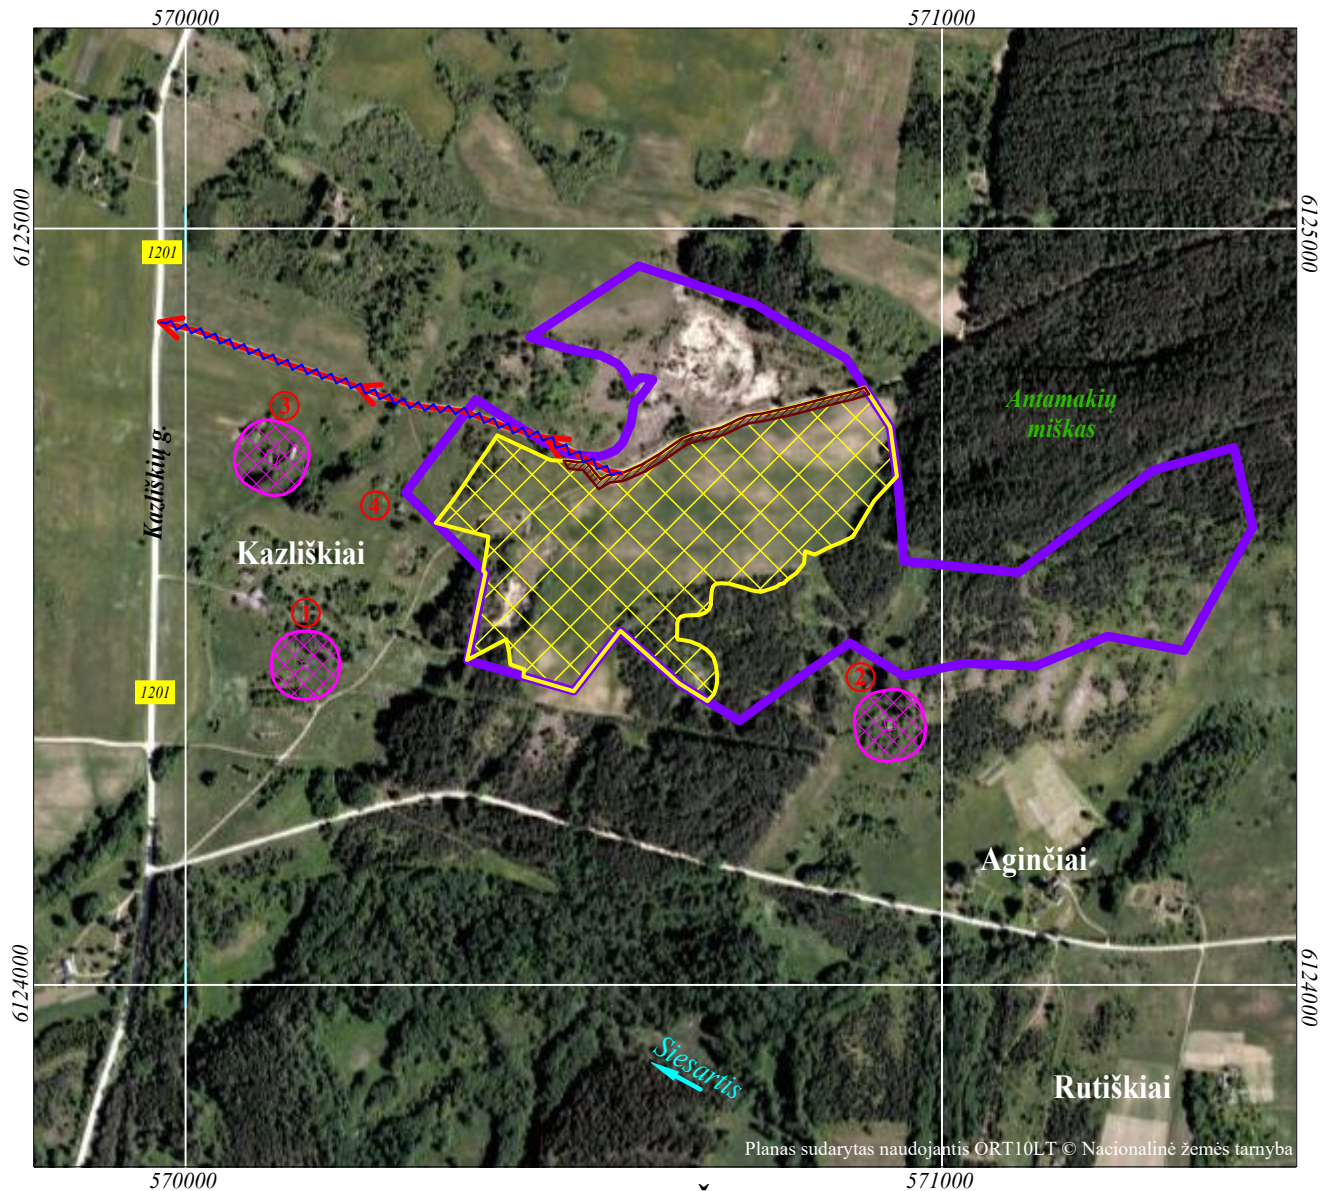 570000
571000
6125000
6125000
1201
Antamakių
miškas
3
Kazliškių g.
4
Kazliškiai
1
2
1201
Aginčiai
6124000
6124000
Siesartis
Rutiškiai
Planas sudarytas naudojantis ORT10LT © Nacionalinė žemės tarnyba
570000
571000